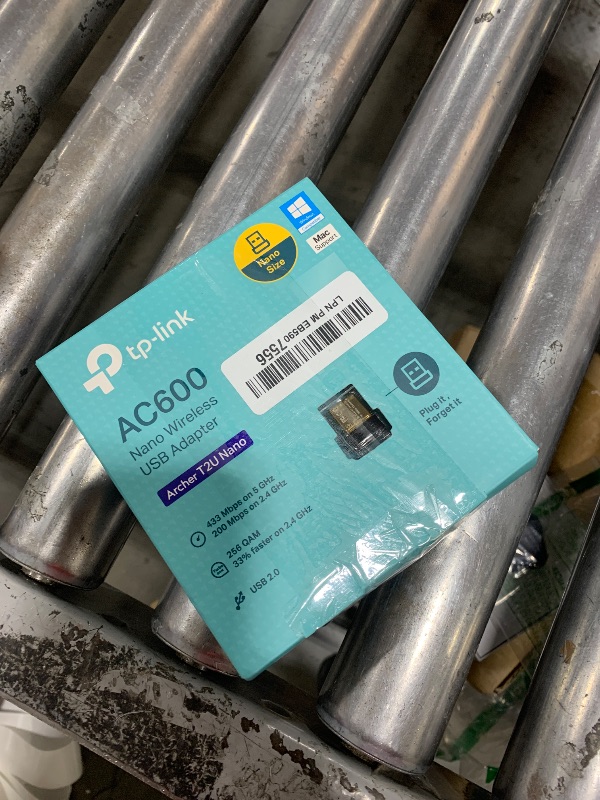 Nano
Size
Mac
Support
tp-link
LPN PM EB590 7556
AC600
Nano Wireless
USB Adapter
Archer T2U Nano
Plug it,
Forget it
433 Mbps on 5 GHz
200 Mbps on 2.4 GHz
256 QAM
33% faster on 2.4 GHz
USB 2.0